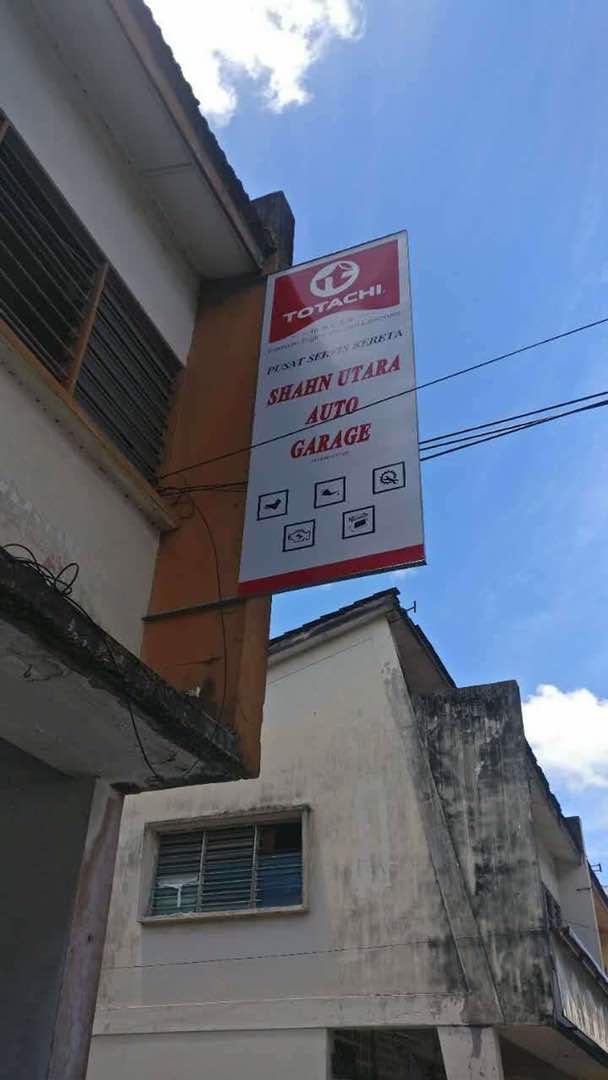 TOTACHI
PUSAT SERVIS KERETA
SHAHN UTARA
AUTO
GARAGE